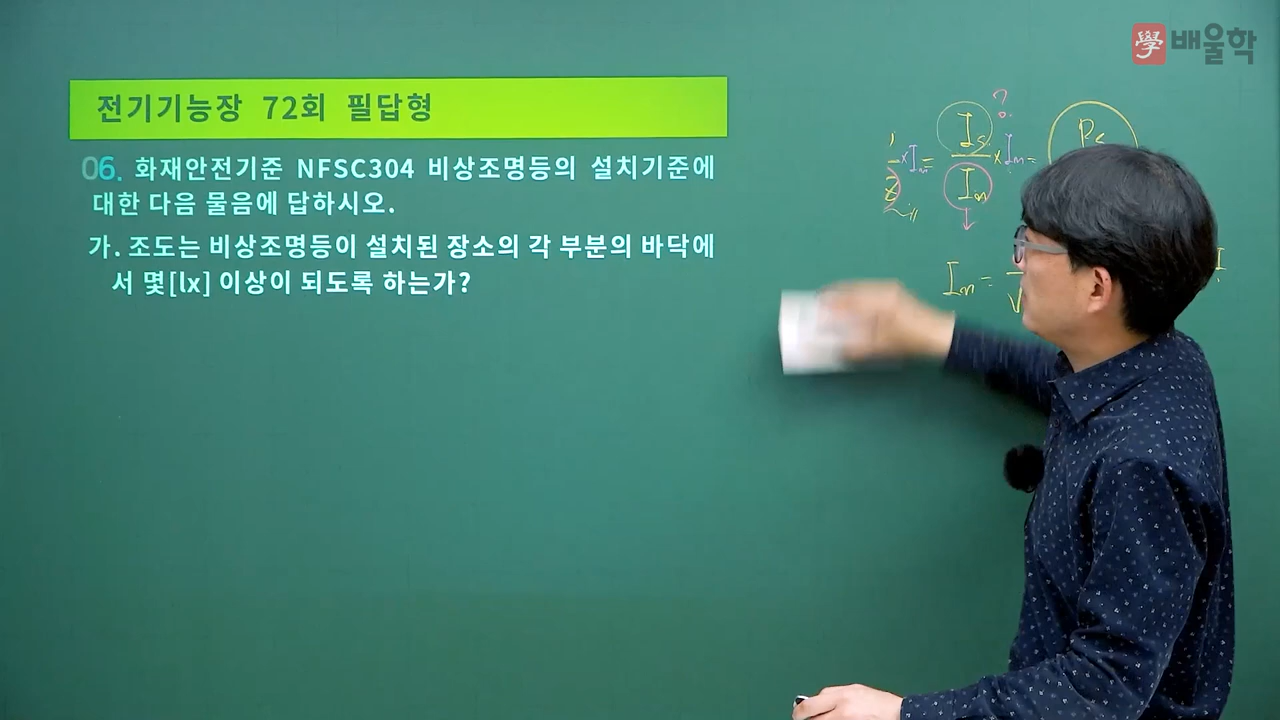 學 배울학
전기기능장 72회 필답형
06. 화재안전기준 NFSC304 비상조명등의 설치기준에
대한 다음 물음에 답하시오.
가. 조도는 비상조명등이 설치된 장소의 각 부분의 바닥에
서 몇[lx] 이상이 되도록 하는가?